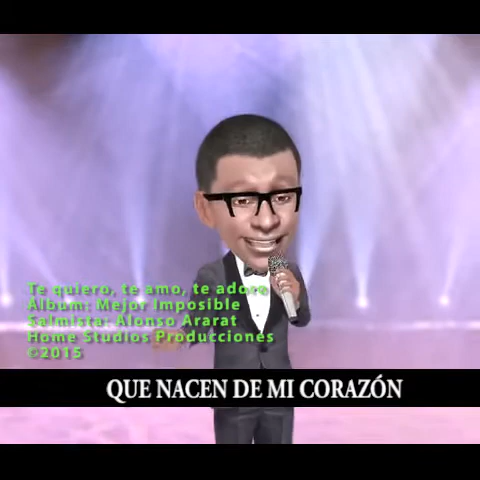 Te quiero, te amo, te adoro
Álbum: Mejor Imposible
Salmista: Alonso Ararat
Home Studios Producciones
©2015
QUE NACEN DE MI CORAZÓN